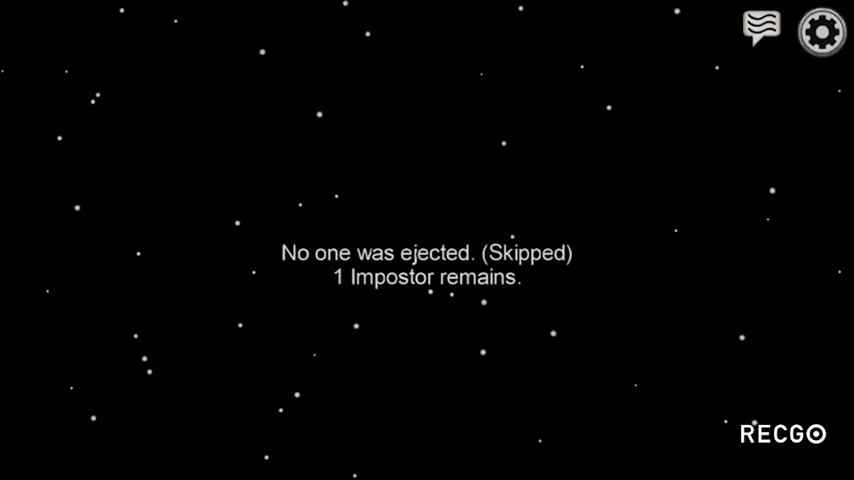 No one was ejected. (Skipped)
1 Impostor remains.
RECGO